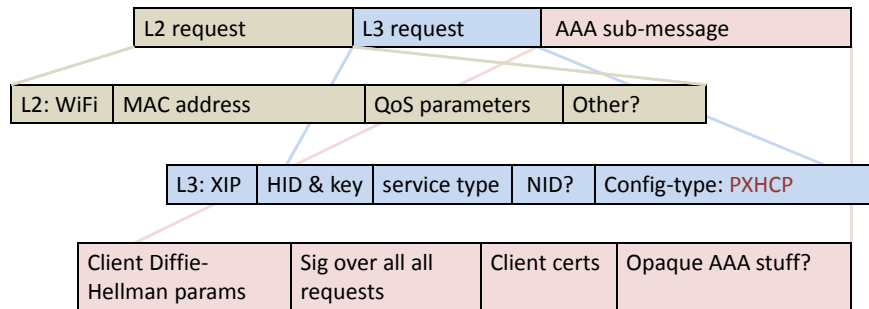 L2 request L3 request AAA sub-message
L2: WiFi MAC address QoS parameters Other?
L3: XIP HID & key service type NID? Config-type: PXHCP
Client Diffie- Sig over all all Client certs Opaque AAA stuff?
Hellman params requests